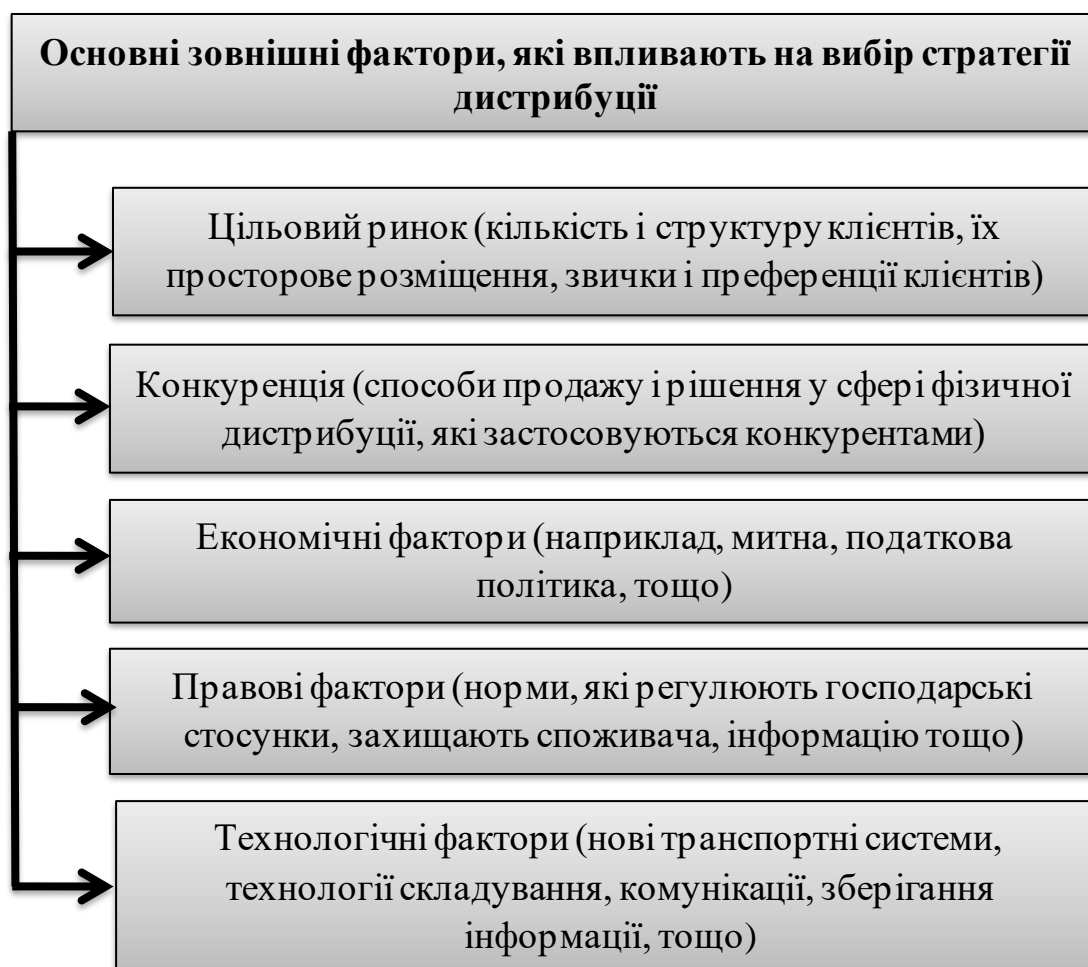 Основні зовнішні фактори, які впливають на вибір стратегії
дистрибуції
Цільовий ринок (кількість і структуру клієнтів, їх
просторове розміщення, звички і преференції клієнтів)
Конкуренція (способи продажу і рішення у сфері фізичної
дистрибуції, які застосовуються конкурентами)
Економічні фактори (наприклад, митна, податкова
політика, тощо)
Правові фактори (норми, які регулюють господарські
стосунки, захищають споживача, інформацію тощо)
Технологічні фактори (нові транспортні системи,
технології складування, комунікації, зберігання
інформації, тощо)